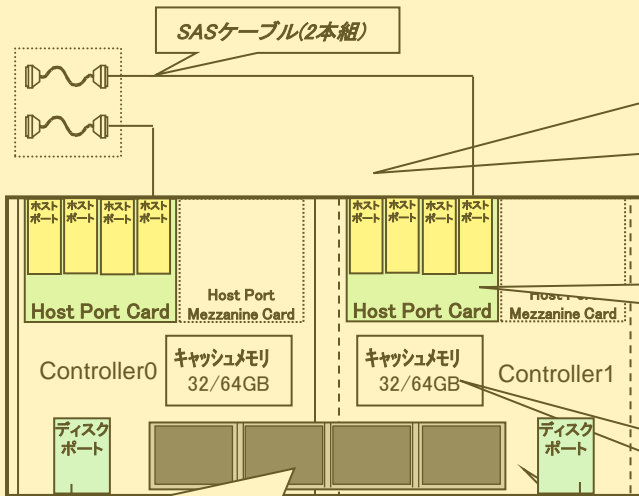 SASケーブル(2本組)
ホスト ホスト ホスト ホスト
ポート ポート ポート ポート
Host Port Card
Host Port
Mezzanine Card
ホスト ホスト ホスト ホスト
ポート ポート ポート ポート
Host Port Card
Host Port
Mezzanine Card
Controller0
キャッシュメモリ
32/64GB
キャッシュメモリ
32/64GB
Controller1
ディスク
ポート
ディスク
ポート